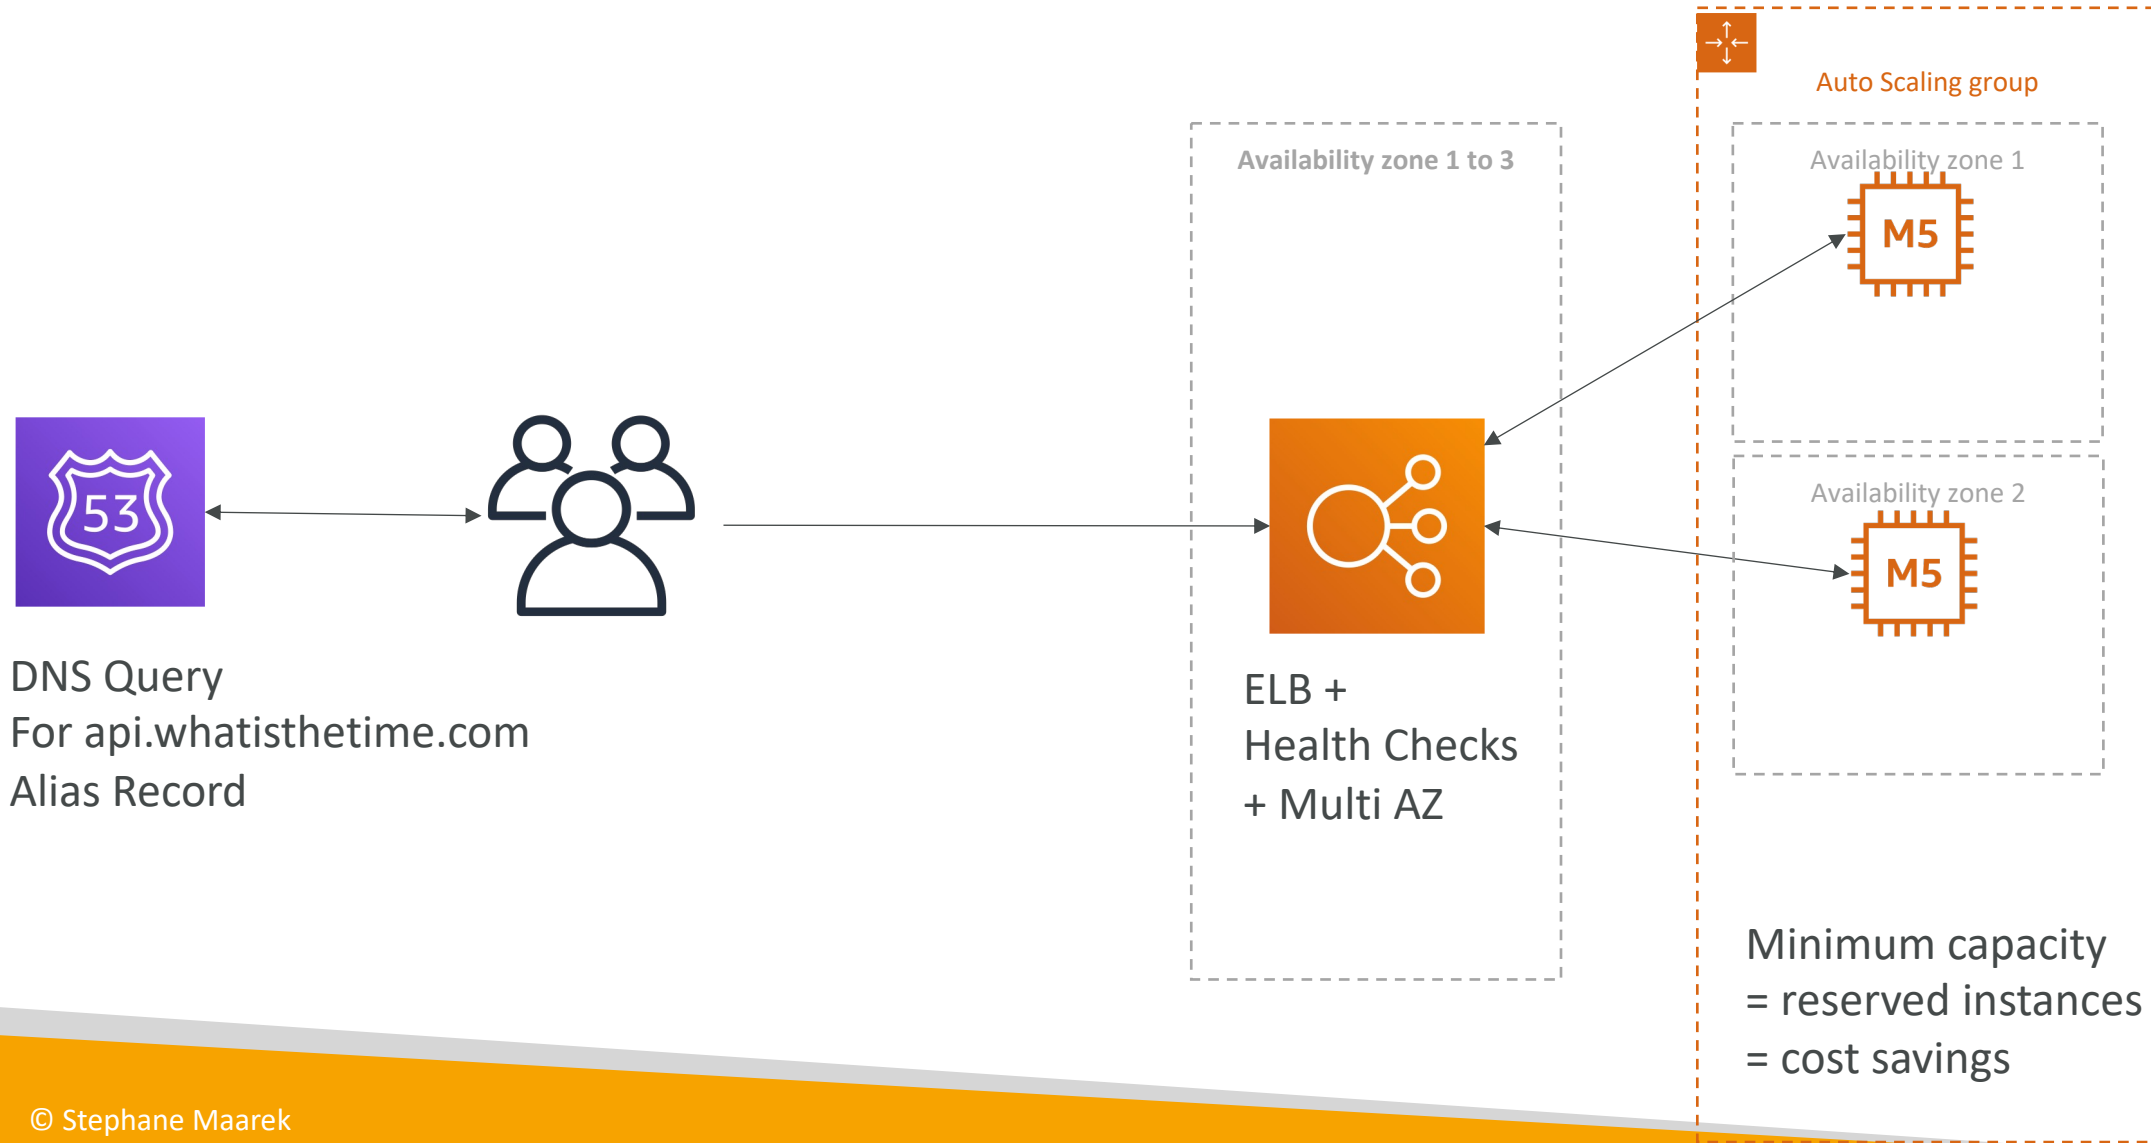 Auto Scaling group
Availability zone 1 to 3
Availability zone 1
M5
53
Availability zone 2
M5
DNS Query
For api.whatisthetime.com
Alias Record
ELB +
Health Checks
+ Multi AZ
Minimum capacity
= reserved instances
= cost savings
© Stephane Maarek